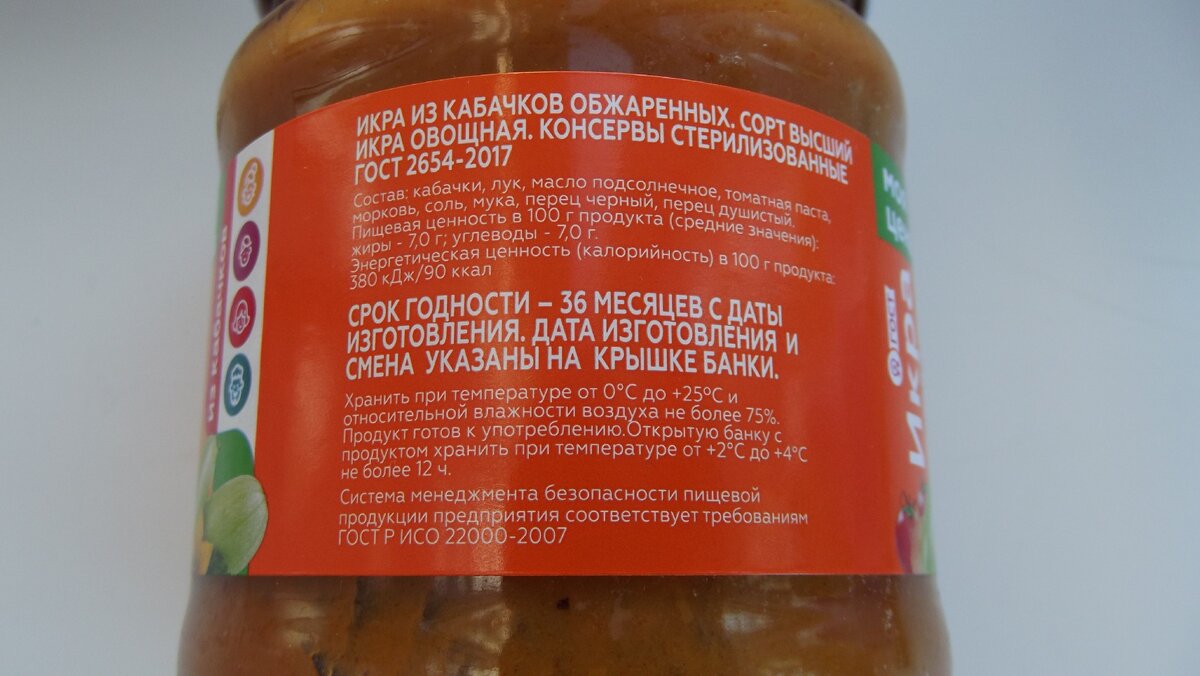 ИКРА ИЗ КАБАЧКОВ ОБЖАРЕННЫХ. СОРТ ВЫСШИЙ
ИКРА ОВОЩНАЯ. КОНСЕРВЫ СТЕРИЛИЗОВАННЫЕ
ГОСТ 2654-2017
Состав: кабачки, лук, масло подсолнечное, томатная паста,
морковь, соль, мука, перец черный, перец душистый.
Пищевая ценность в 100 г продукта (средние значения):
жиры - 7,0 г; углеводы - 7,0 г.
Энергетическая ценность (калорийность) в 100 г продукта:
380 кДж/90 ккал
СРОК ГОДНОСТИ – 36 МЕСЯЦЕВ С ДАТЫ
ИЗГОТОВЛЕНИЯ. ДАТА ИЗГОТОВЛЕНИЯ И
СМЕНА УКАЗАНЫ НА КРЫШКЕ БАНКИ.
Хранить при температуре от 0°С до +25°С и
относительной влажности воздуха не более 75%.
Продукт готов к употреблению.Открытую банку с
продуктом хранить при температуре от +2°С до +4°С
не более 12 ч.
Система менеджмента безопасности пищевой
продукции предприятия соответствует требованиям
ГОСТ Р ИСО 22000-2007
из кабачков
ГОСТ
Икра